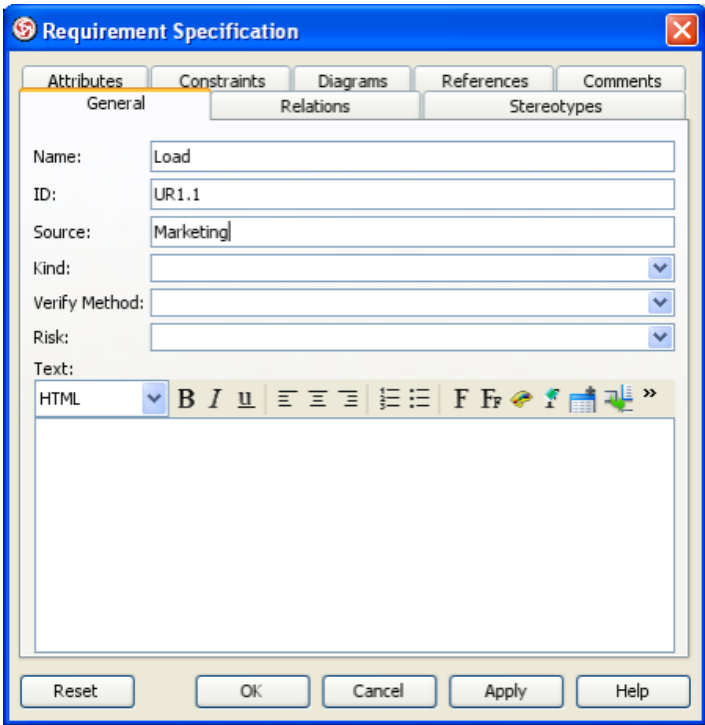 Requirement Specification
Attributes Constraints Diagrams References Comments
General Relations Stereotypes
Name: Load
ID: UR1.1
Source: Marketing
Kind:
Verify Method:
Risk:
Text:
HTML B I u F FF »
Reset OK Cancel Apply Help